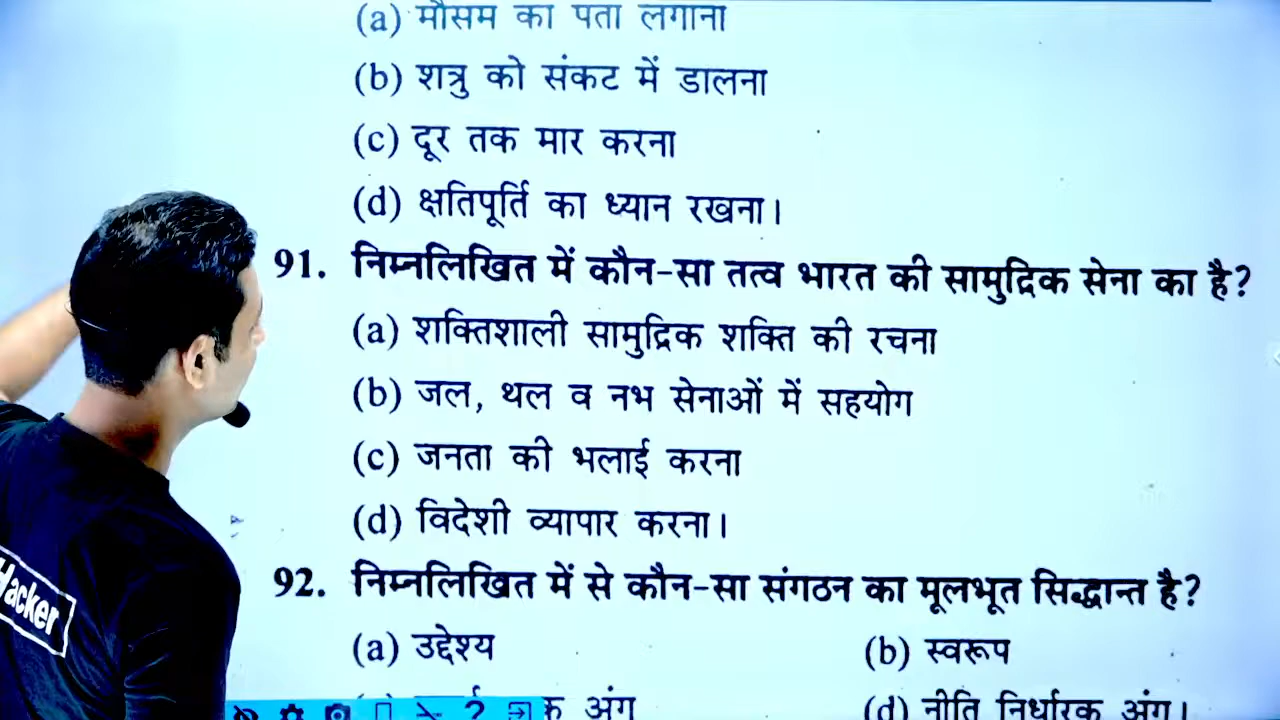 (a) मौसम का पता लगाना
(b) शत्रु को संकट में डालना
(c) दूर तक मार करना
(d) क्षतिपूर्ति का ध्यान रखना।
91. निम्नलिखित में कौन-सा तत्व भारत की सामुद्रिक सेना का है?
(a) शक्तिशाली सामुद्रिक शक्ति की रचना
(b) जल, थल व नभ सेनाओं में सहयोग
(c) जनता की भलाई करना
(d) विदेशी व्यापार करना।
92. निम्नलिखित में से कौन-सा संगठन का मूलभूत सिद्धान्त है?
(a) उद्देश्य (b) स्वरूप
अंग (d) नीति निर्धारक अंग।
Hacker